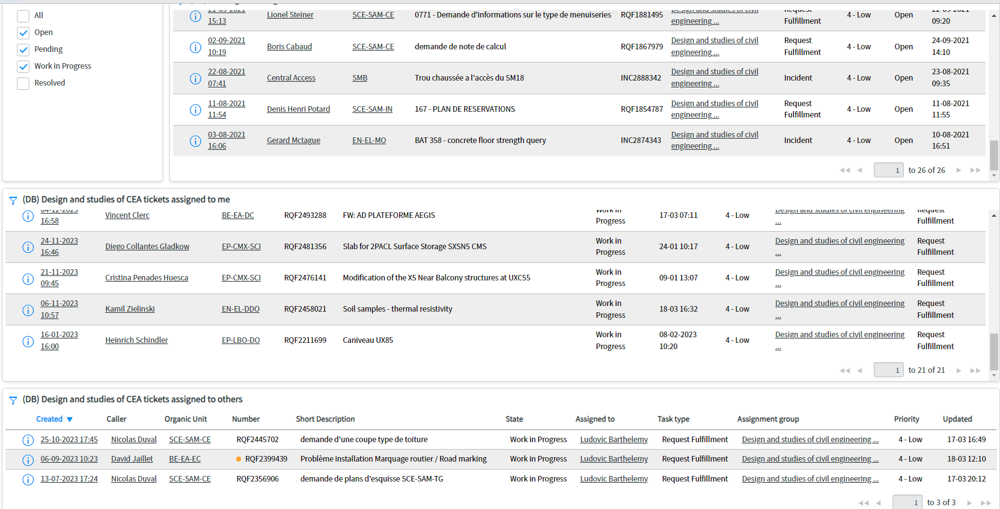 All
Open
Pending
Work in Progress
Resolved
15:13 Lionel Steiner SCE-SAM-CE 0771 - Demande d'informations sur le type de menuiseries RQF1881495 Design and studies of civil engineering ... Request Fulfillment 4 - Low Open 22-09-2021 09:20
02-09-2021 10:19 Boris Cabaud SCE-SAM-CE demande de note de calcul RQF1867979 Design and studies of civil engineering ... Request Fulfillment 4 - Low Open 24-09-2021 14:10
22-08-2021 07:41 Central Access SMB Trou chaussée a l'accès du SM18 INC2888342 Design and studies of civil engineering ... Incident 4 - Low Open 23-08-2021 09:35
11-08-2021 11:54 Denis Henri Potard SCE-SAM-IN 167 - PLAN DE RESERVATIONS RQF1854787 Design and studies of civil engineering ... Request Fulfillment 4 - Low Open 11-08-2021 11:55
03-08-2021 16:06 Gerard Mctague EN-EL-MO BAT 358 - concrete floor strength query INC2874343 Design and studies of civil engineering ... Incident 4 - Low Open 10-08-2021 16:51
1 to 26 of 26
(DB) Design and studies of CEA tickets assigned to me
04-12-2023 16:58 Vincent Clerc BE-EA-DC RQF2493288 FW: AD PLATEFORME AEGIS Work in Progress 17-03 07:11 4 - Low Design and studies of civil engineering ... Request Fulfillment
24-11-2023 16:46 Diego Collantes Gladkow EP-CMX-SCI RQF2481356 Slab for 2PACL Surface Storage SXSN5 CMS Work in Progress 24-01 10:17 4 - Low Design and studies of civil engineering ... Request Fulfillment
21-11-2023 09:45 Cristina Penades Huesca EP-CMX-SCI RQF2476141 Modification of the X5 Near Balcony structures at UXC55 Work in Progress 09-01 13:07 4 - Low Design and studies of civil engineering ... Request Fulfillment
06-11-2023 10:57 Kamil Zielinski EN-EL-DDO RQF2458021 Soil samples - thermal resistivity Work in Progress 18-03 16:32 4 - Low Design and studies of civil engineering ... Request Fulfillment
16-01-2023 16:00 Heinrich Schindler EP-LBO-DO RQF2211699 Caniveau UX85 Work in Progress 08-02-2023 10:20 4 - Low Design and studies of civil engineering ... Request Fulfillment
1 to 21 of 21
(DB) Design and studies of CEA tickets assigned to others
Created Caller Organic Unit Number Short Description State Assigned to Task type Assignment group Priority Updated
25-10-2023 17:45 Nicolas Duval SCE-SAM-CE RQF2445702 demande d'une coupe type de toiture Work in Progress Ludovic Barthelemy Request Fulfillment Design and studies of civil engineering ... 4 - Low 17-03 16:49
06-09-2023 10:23 David Jaillet BE-EA-EC RQF2399439 Problème installation Marquage routier / Road marking Work in Progress Ludovic Barthelemy Request Fulfillment Design and studies of civil engineering ... 4 - Low 18-03 12:10
13-07-2023 17:24 Nicolas Duval SCE-SAM-CE RQF2356906 demande de plans d'esquisse SCE-SAM-TG Work in Progress Ludovic Barthelemy Request Fulfillment Design and studies of civil engineering ... 4 - Low 17-03 20:12
1 to 3 of 3